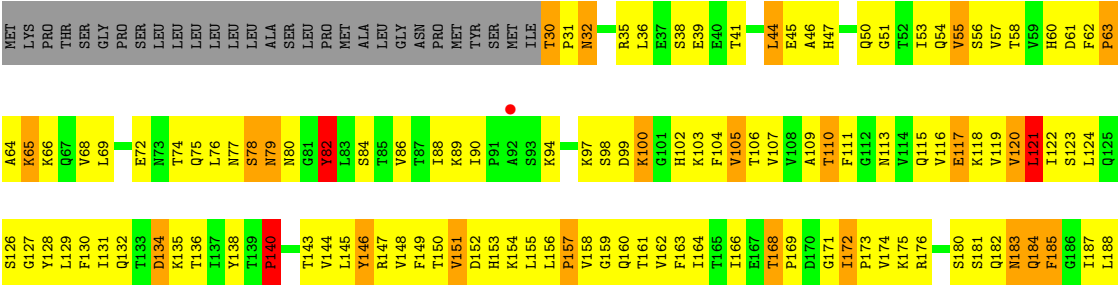 MET LYS PRO THR SER GLY PRO SER LEU LEU LEU LEU LEU LEU ALA SER LEU PRO MET ALA LEU GLY ASN PRO MET TYR SER MET ILE T30 P31 N32 R35 L36 E37 S38 E39 E40 T41 L44 E45 A46 H47 Q50 G51 T52 I53 Q54 V55 S56 V57 T58 V59 H60 D61 F62 P63
A64 K65 K66 Q67 V68 L69 E72 N73 T74 Q75 L76 N77 S78 N79 N80 G81 Y82 L83 S84 T85 V86 T87 I88 K89 I90 P91 A92 S93 K94 K97 S98 D99 K100 G101 H102 K103 F104 V105 T106 V107 V108 A109 T110 F111 G112 N113 V114 Q115 V116 E117 K118 V119 V120 L121 I122 S123 L124 Q125
S126 G127 Y128 L129 F130 I131 Q132 T133 D134 K135 T136 I137 Y138 T139 P140 T143 V144 L145 Y146 R147 V148 F149 T150 V151 D152 H153 K154 L155 L156 P157 V158 G159 Q160 T161 V162 F163 I164 T165 I166 E167 T168 P169 D170 G171 I172 P173 V174 K175 R176 S180 S181 Q182 N183 Q184 F185 G186 I187 L188